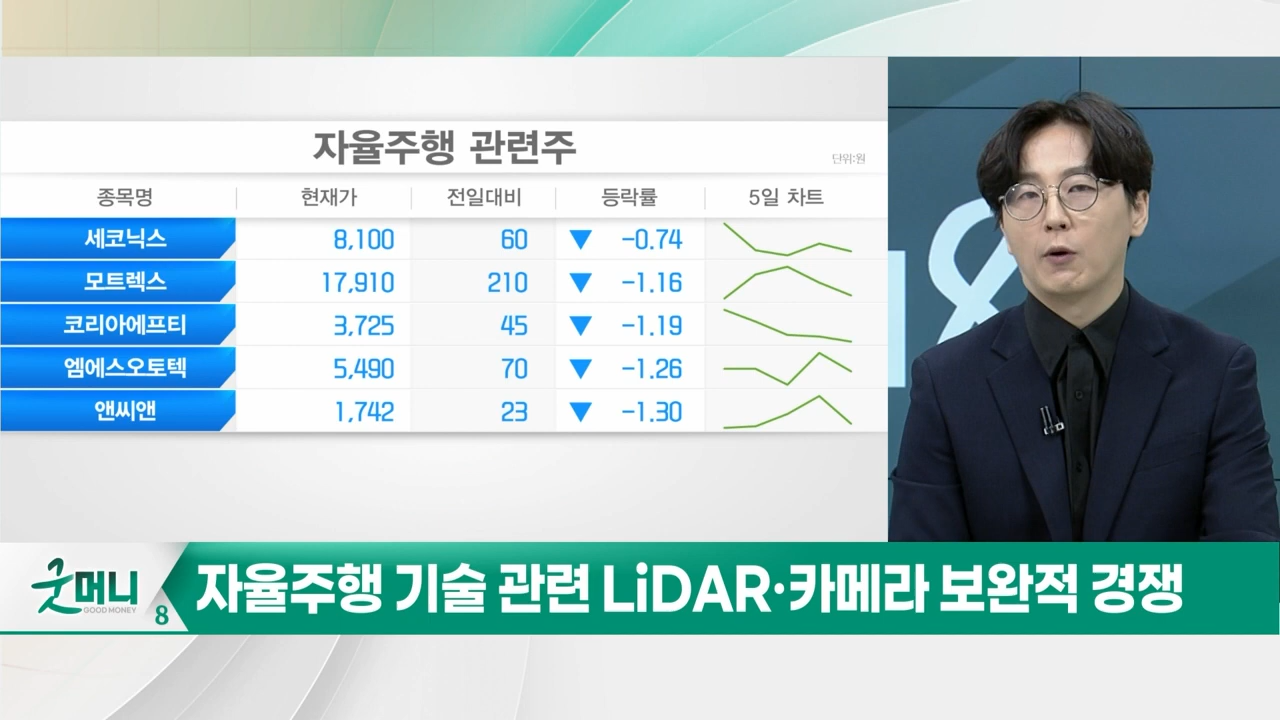 자율주행 관련주
단위:원
종목명 현재가 전일대비 등락률 5일 차트
세코닉스 8,100 60 ▼ -0.74
모트렉스 17,910 210 ▼ -1.16
코리아에프티 3,725 45 ▼ -1.19
엠에스오토텍 5,490 70 ▼ -1.26
앤씨앤 1,742 23 ▼ -1.30
굿머니
GOOD MONEY
8
자율주행 기술 관련 LiDAR·카메라 보완적 경쟁